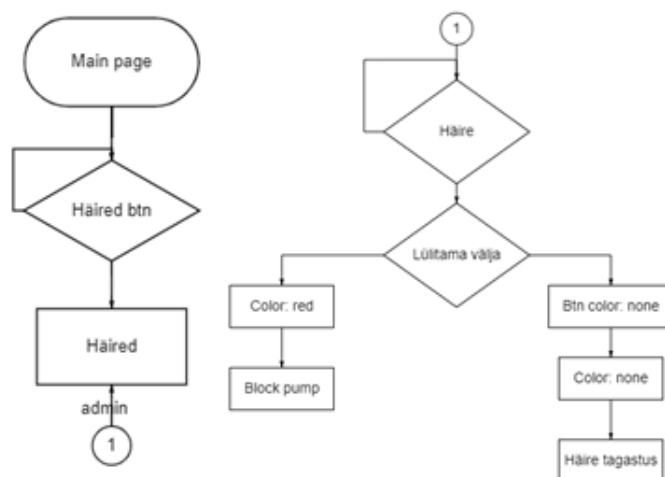 Main page
Häired btn
Häired
admin
1
1
Häire
Lülitama välja
Color: red
Block pump
Btn color: none
Color: none
Häire tagastus